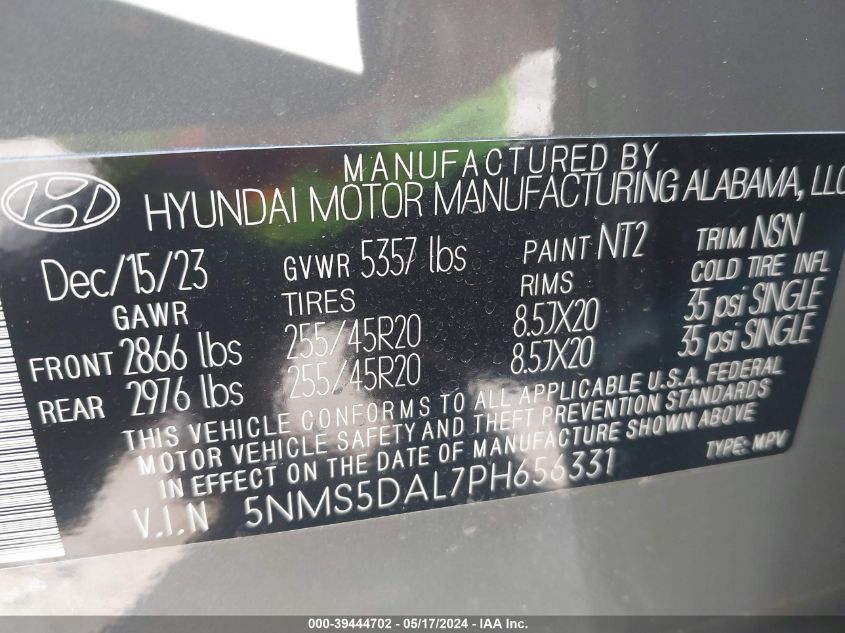 MANUFACTURED BY
HYUNDAI MOTOR MANUFACTURING ALABAMA, LLC
Dec/15/23 GVWR 5357 lbs PAINT NT2 TRIM NSN
GAWR TIRES RIMS COLD TIRE INFL
FRONT 2866 lbs 255/45R20 8.5JX20 35 psi SINGLE
REAR 2976 lbs 255/45R20 8.5JX20 35 psi SINGLE
THIS VEHICLE CONFORMS TO ALL APPLICABLE U.S.A. FEDERAL
MOTOR VEHICLE SAFETY AND THEFT PREVENTION STANDARDS
IN EFFECT ON THE DATE OF MANUFACTURE SHOWN ABOVE
V.I.N 5NMS5DAL7PH656331 TYPE: MPV
000-39444702 - 05/17/2024 - IAA, Inc.